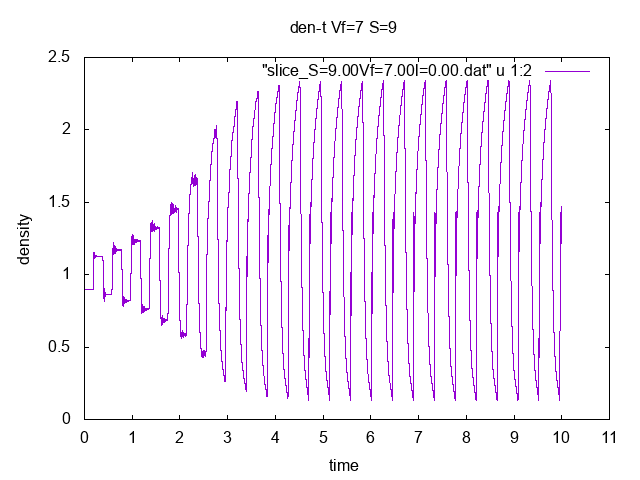 den-t Vf=7 S=9
"slice_S=9.00Vf=7.00I=0.00.dat" u 1:2
density
2.5
2
1.5
1
0.5
0
0 1 2 3 4 5 6 7 8 9 10 11
time